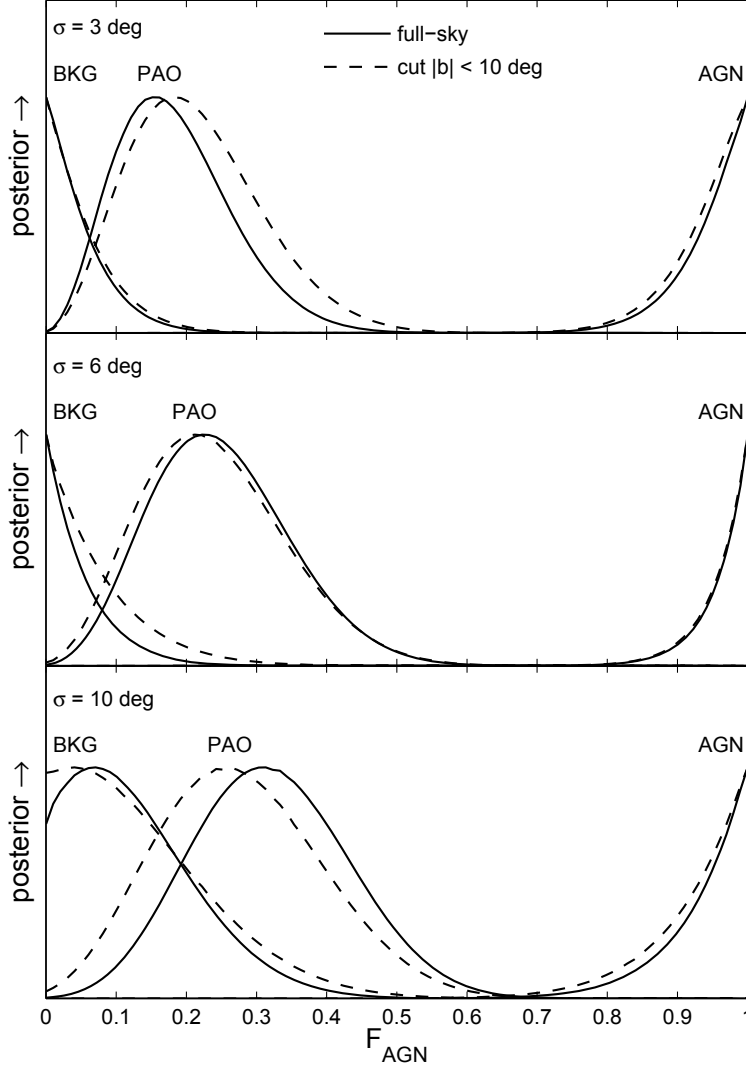 σ = 3 deg
full−sky
cut |b| < 10 deg
BKG
PAO
AGN
posterior →
σ = 6 deg
BKG
PAO
AGN
posterior →
σ = 10 deg
BKG
PAO
AGN
posterior →
0 0.1 0.2 0.3 0.4 0.5 0.6 0.7 0.8 0.9 1
F_AGN